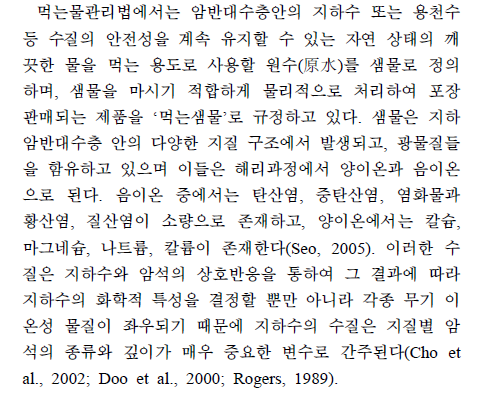 먹는물관리법에서는 암반대수층안의 지하수 또는 용천수
등 수질의 안전성을 계속 유지할 수 있는 자연 상태의 깨
끗한 물을 먹는 용도로 사용할 원수(原水)를 샘물로 정의
하며, 샘물을 마시기 적합하게 물리적으로 처리하여 포장
판매되는 제품을 ‘먹는샘물’로 규정하고 있다. 샘물은 지하
암반대수층 안의 다양한 지질 구조에서 발생되고, 광물질들
을 함유하고 있으며 이들은 해리과정에서 양이온과 음이온
으로 된다. 음이온 중에서는 탄산염, 중탄산염, 염화물과
황산염, 질산염이 소량으로 존재하고, 양이온에서는 칼슘,
마그네슘, 나트륨, 칼륨이 존재한다(Seo, 2005). 이러한 수
질은 지하수와 암석의 상호반응을 통하여 그 결과에 따라
지하수의 화학적 특성을 결정할 뿐만 아니라 각종 무기 이
온성 물질이 좌우되기 때문에 지하수의 수질은 지질별 암
석의 종류와 깊이가 매우 중요한 변수로 간주된다(Cho et
al., 2002; Doo et al., 2000; Rogers, 1989).